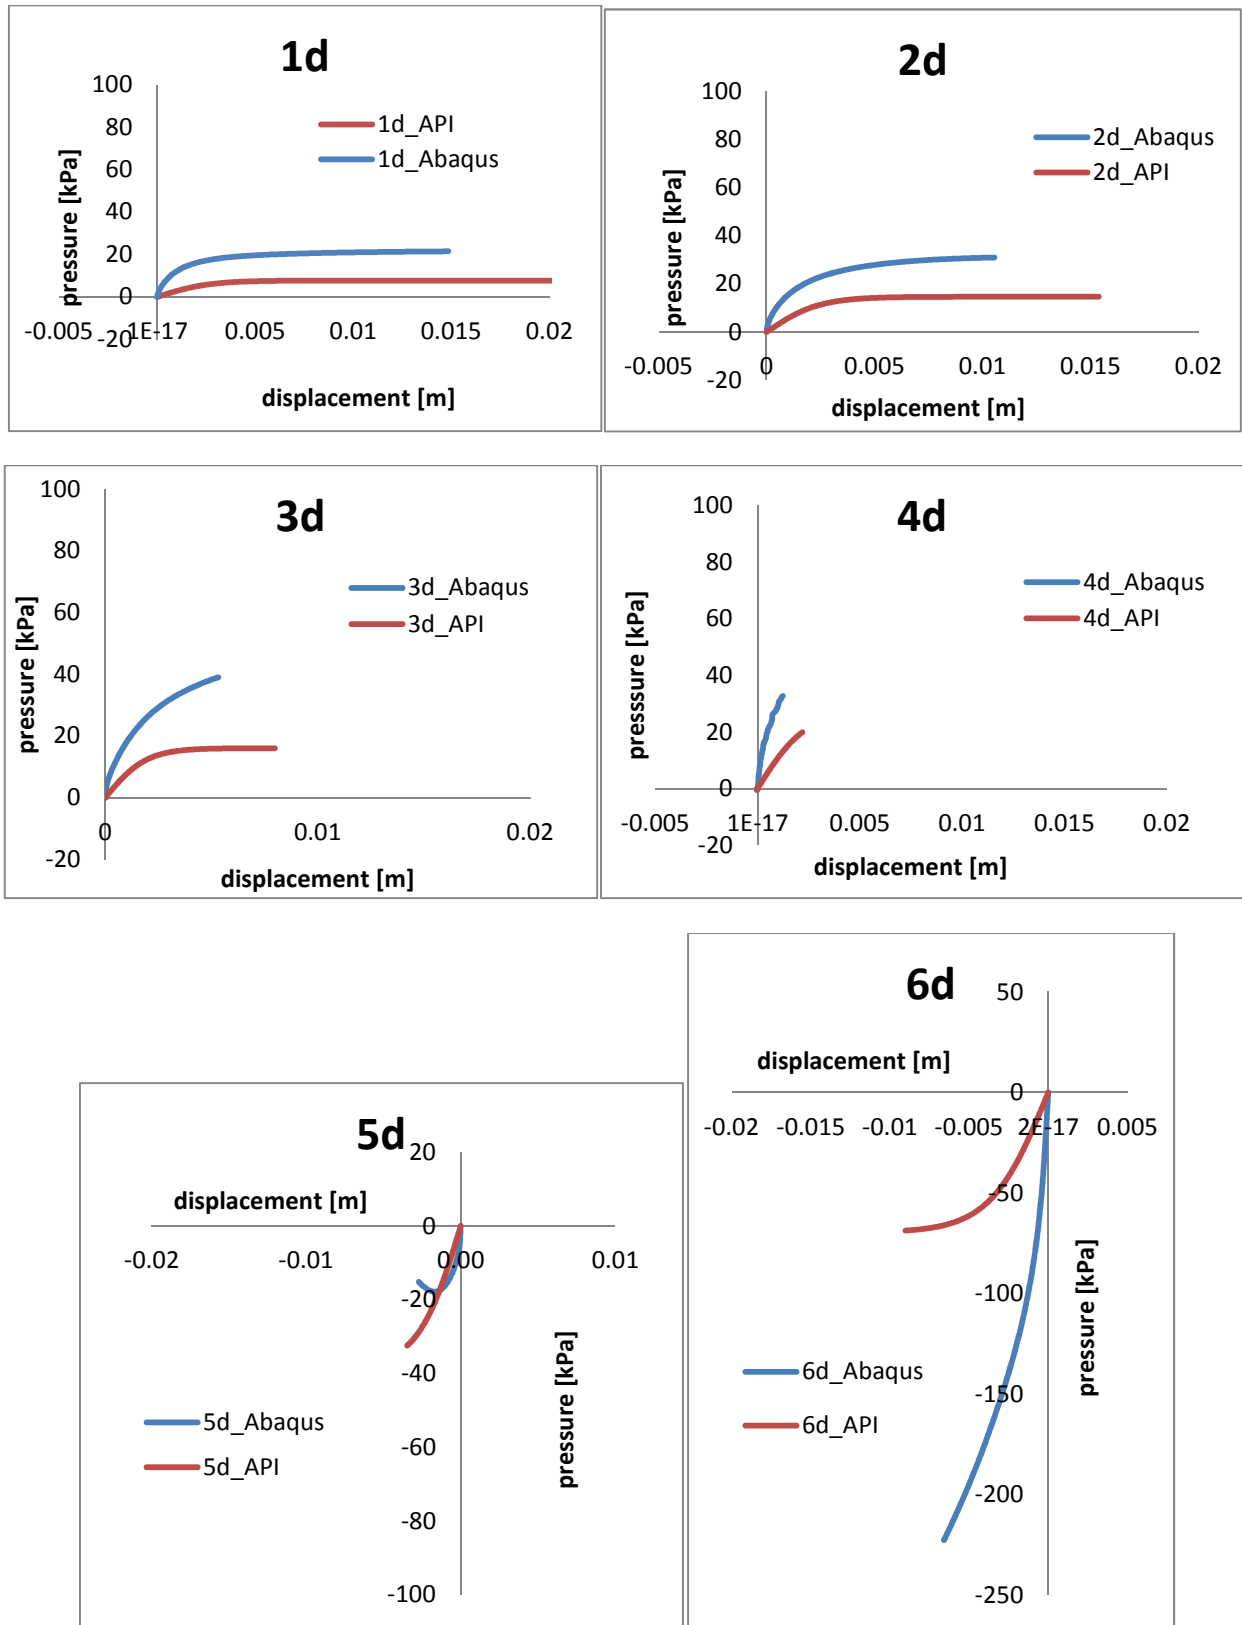 1d
100
80
60
40
20
0
-20
pressure [kPa]
1d_API
1d_Abaqus
-0.005 1E-17 0.005 0.01 0.015 0.02
displacement [m]
2d
100
80
60
40
20
0
-20
pressure [kPa]
2d_Abaqus
2d_API
-0.005 0 0.005 0.01 0.015 0.02
displacement [m]
3d
100
80
60
40
20
0
-20
pressure [kPa]
3d_Abaqus
3d_API
0 0.01 0.02
displacement [m]
4d
100
80
60
40
20
0
-20
presssure [kPa]
4d_Abaqus
4d_API
-0.005 1E-17 0.005 0.01 0.015 0.02
displacement [m]
5d
20
displacement [m]
0
-0.02 -0.01 0.00 0.01
-20
-40
-60
-80
-100
pressure [kPa]
5d_Abaqus
5d_API
6d
50
displacement [m]
0
-0.02 -0.015 -0.01 -0.005 2E-17 0.005
-50
-100
-150
-200
-250
pressure [kPa]
6d_Abaqus
6d_API